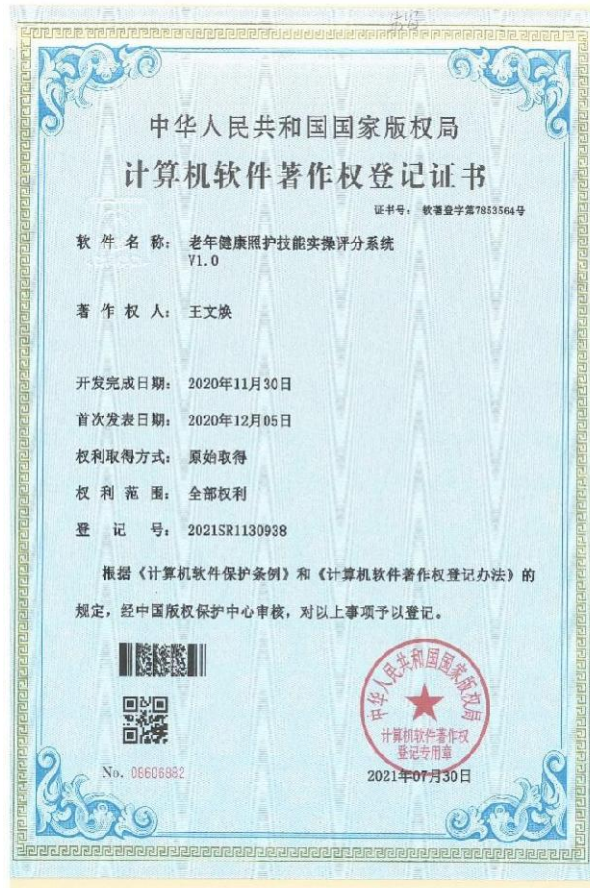 中华人民共和国国家版权局
计算机软件著作权登记证书
证书号： 软著登字第7853564号
软件名称： 老年健康照护技能实操评分系统
V1.0
著作权人： 王文焕
开发完成日期： 2020年11月30日
首次发表日期： 2020年12月05日
权利取得方式： 原始取得
权利范围： 全部权利
登记号： 2021SR1130938
根据《计算机软件保护条例》和《计算机软件著作权登记办法》的
规定，经中国版权保护中心审核，对以上事项予以登记。
中华人民共和国国家版权局
计算机软件著作权
登记专用章
No. 08606882
2021年07月30日